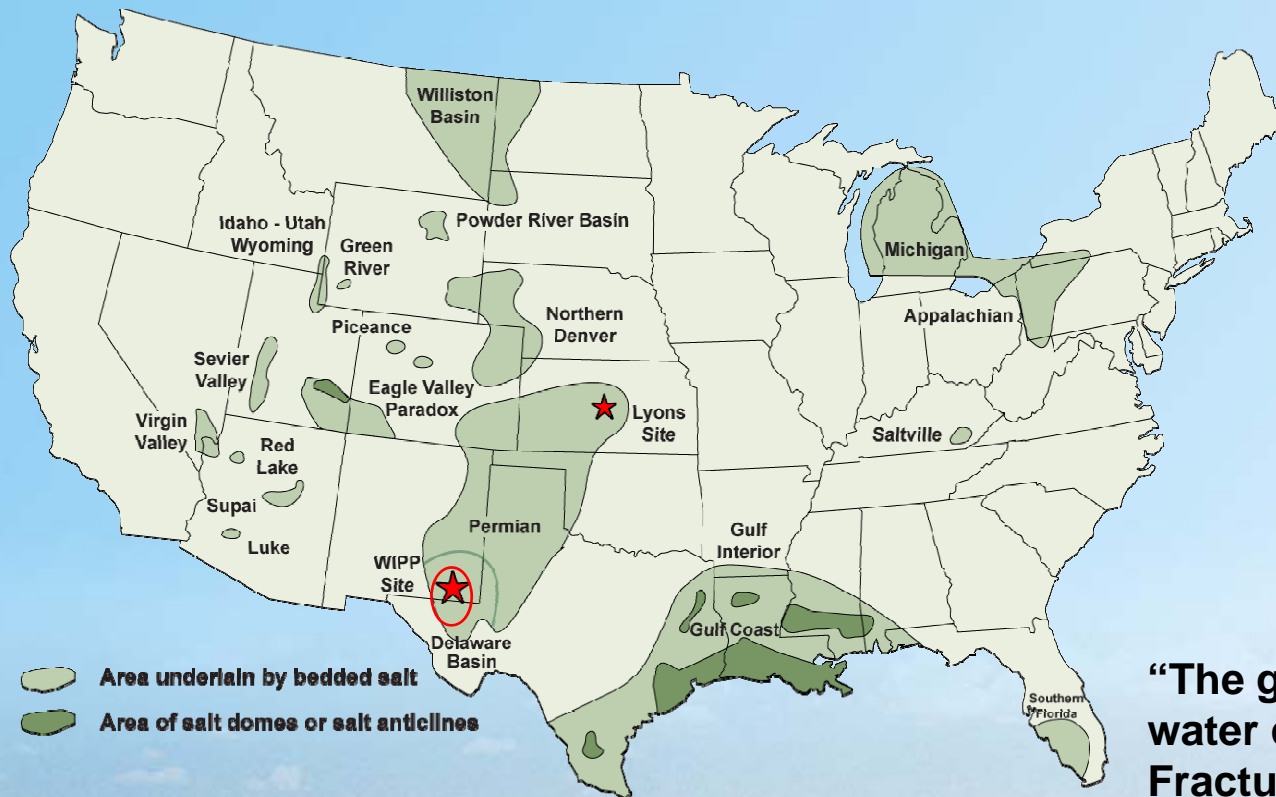 Williston
Basin
Powder River Basin
Idaho - Utah
Wyoming
Green
River
Michigan
Northern
Denver
Appalachian
Piceance
Sevier
Valley
Eagle Valley
Paradox
Virgin
Valley
Lyons
Site
Saltville
Red
Lake
Supai
Luke
Permian
Gulf
Interior
WIPP
Site
Gulf Coast
Delaware
Basin
Area underlain by bedded salt
Area of salt domes or salt anticlines
Southern
Florida
“The g
water
Fractu